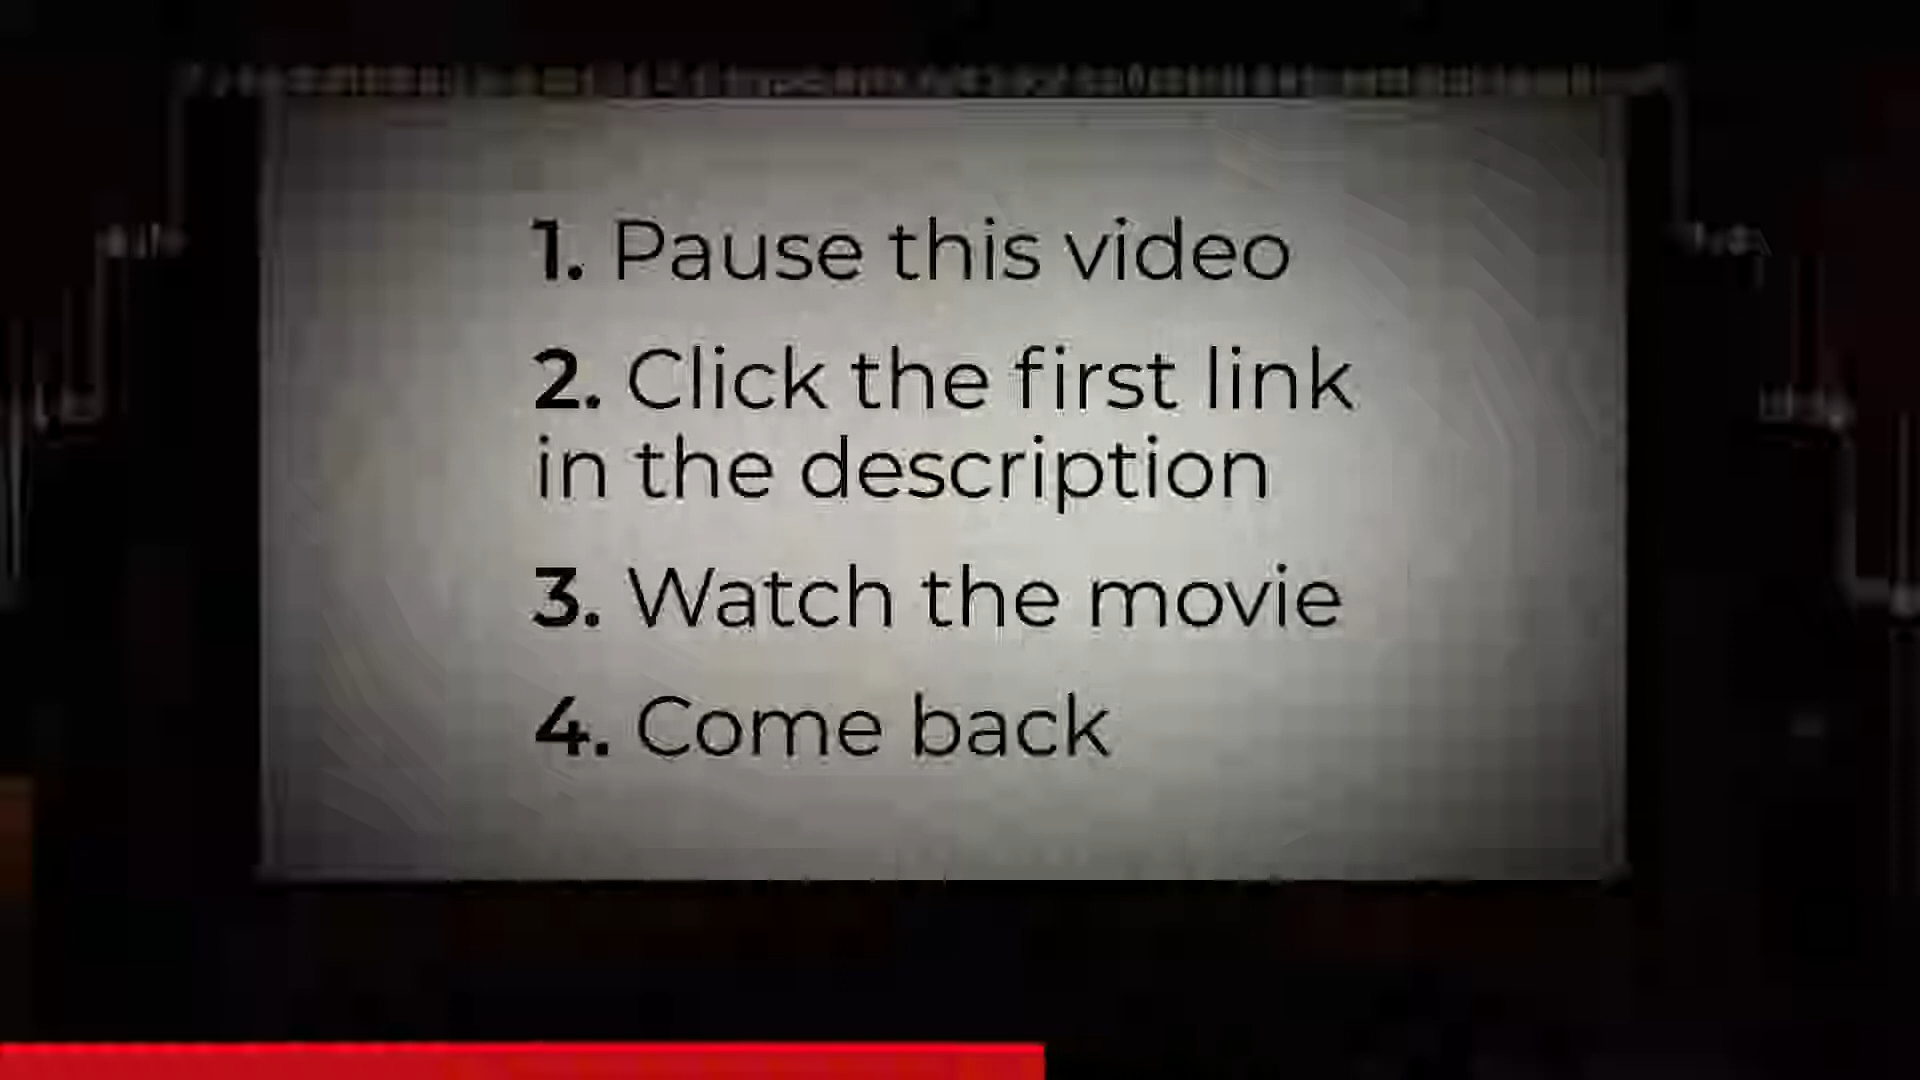 1. Pause this video
2. Click the first link
in the description
3. Watch the movie
4. Come back